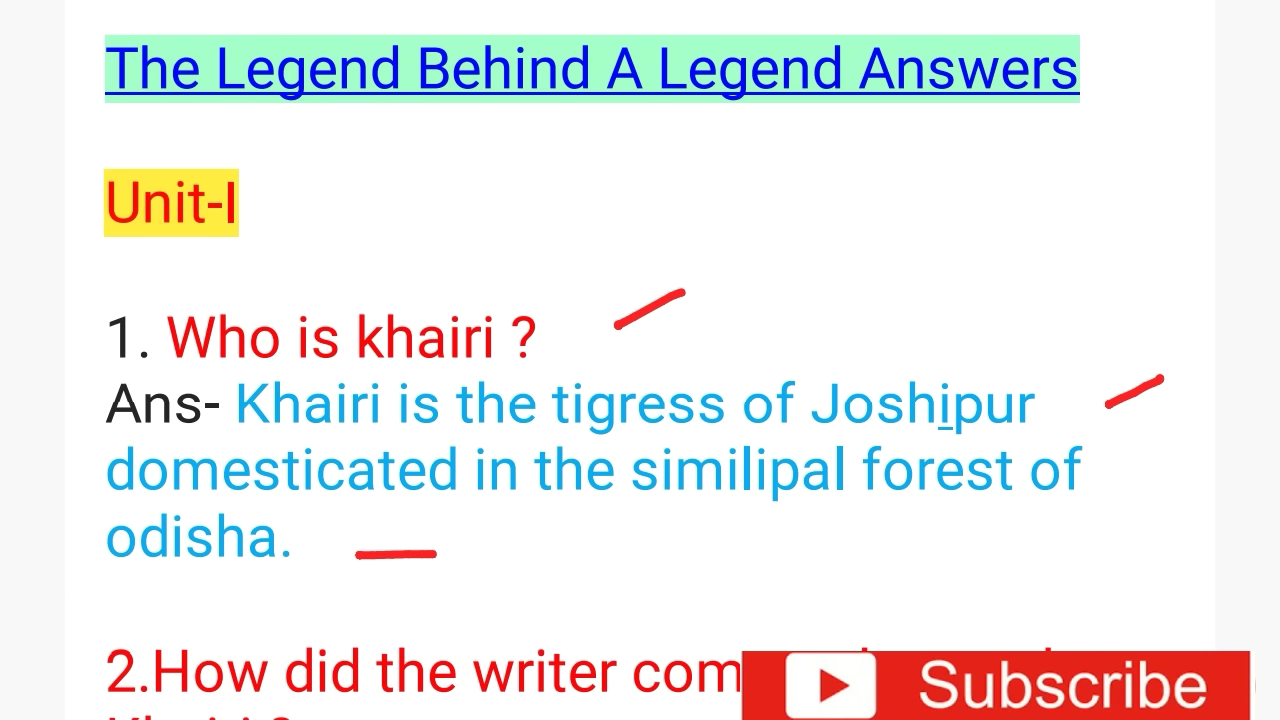 The Legend Behind A Legend Answers
Unit-I
1. Who is khairi ?
Ans- Khairi is the tigress of Joshipur
domesticated in the similipal forest of
odisha.
2.How did the writer
Subscribe